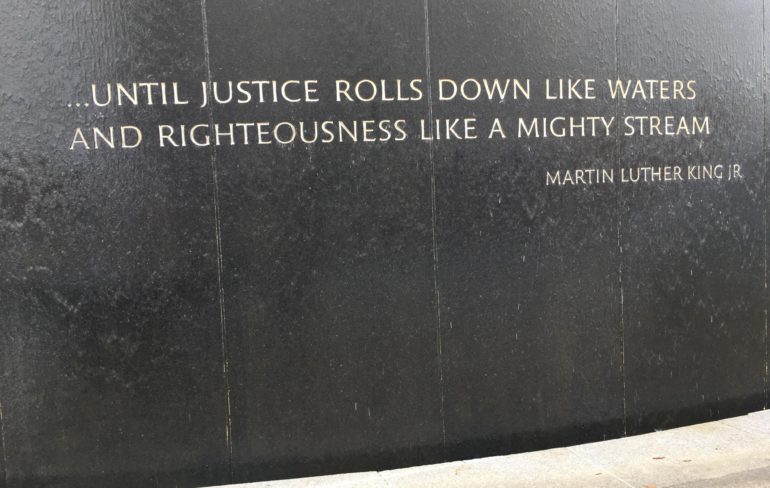 ...UNTIL JUSTICE ROLLS DOWN LIKE WATERS
AND RIGHTEOUSNESS LIKE A MIGHTY STREAM
MARTIN LUTHER KING JR